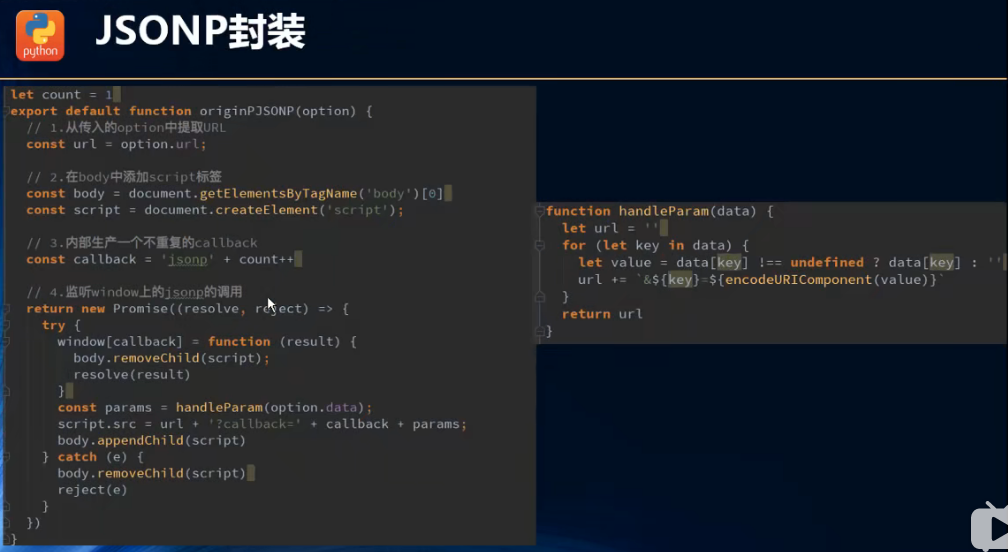 python
JSONP封装
let count = 1
export default function originPJSONP(option) {
// 1.从传入的option中提取URL
const url = option.url;
// 2.在body中添加script标签
const body = document.getElementsByTagName('body')[0]
const script = document.createElement('script');
// 3.内部生产一个不重复的callback
const callback = 'jsonp' + count++
// 4.监听window上的jsonp的调用
return new Promise((resolve, reject) => {
try {
window[callback] = function (result) {
body.removeChild(script);
resolve(result)
}
const params = handleParam(option.data);
script.src = url + '?callback=' + callback + params;
body.appendChild(script)
} catch (e) {
body.removeChild(script)
reject(e)
}
})
}
function handleParam(data) {
let url = ''
for (let key in data) {
let value = data[key] !== undefined ? data[key] : ''
url += `&${key}=${encodeURIComponent(value)}`
}
return url
}